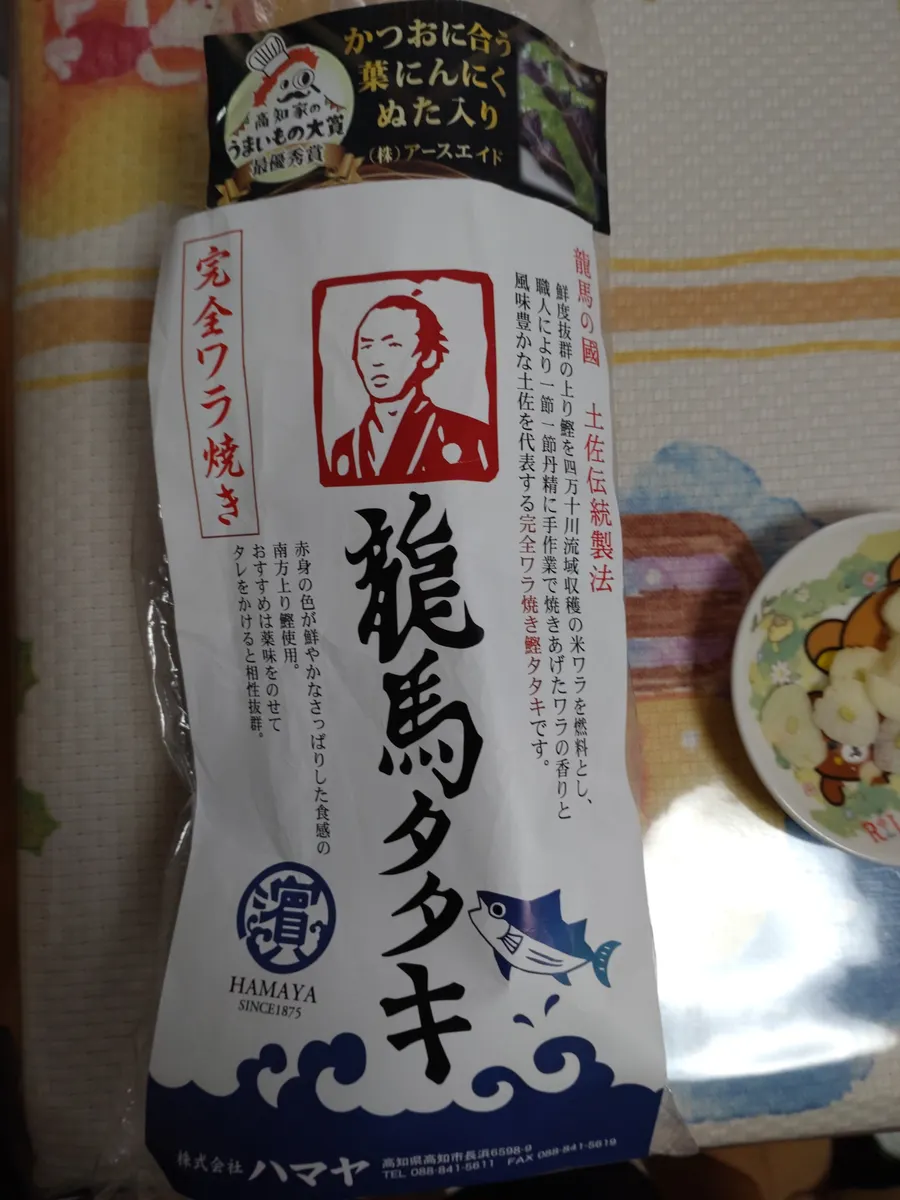 かつおに合う
葉にんにく
ぬた入り
(株)アースエイド
高知家の
うまいもの大賞
最優秀賞
龍馬の國 土佐伝統製法
鮮度抜群の上り鰹を四万十川流域収穫の米ワラを燃料とし、
職人により一節一節丹精に手作業で焼きあげたワラの香りと
風味豊かな土佐を代表する完全ワラ焼き鰹タタキです。
完全ワラ焼き
龍馬タタキ
赤身の色が鮮やかなさっぱりした食感の
南方上り鰹使用。
おすすめは薬味をのせて
タレをかけると相性抜群。
濵
HAMAYA
SINCE1875
株式会社ハマヤ
高知県高知市長浜6598-9
TEL 088-841-5611 FAX 088-841-5619